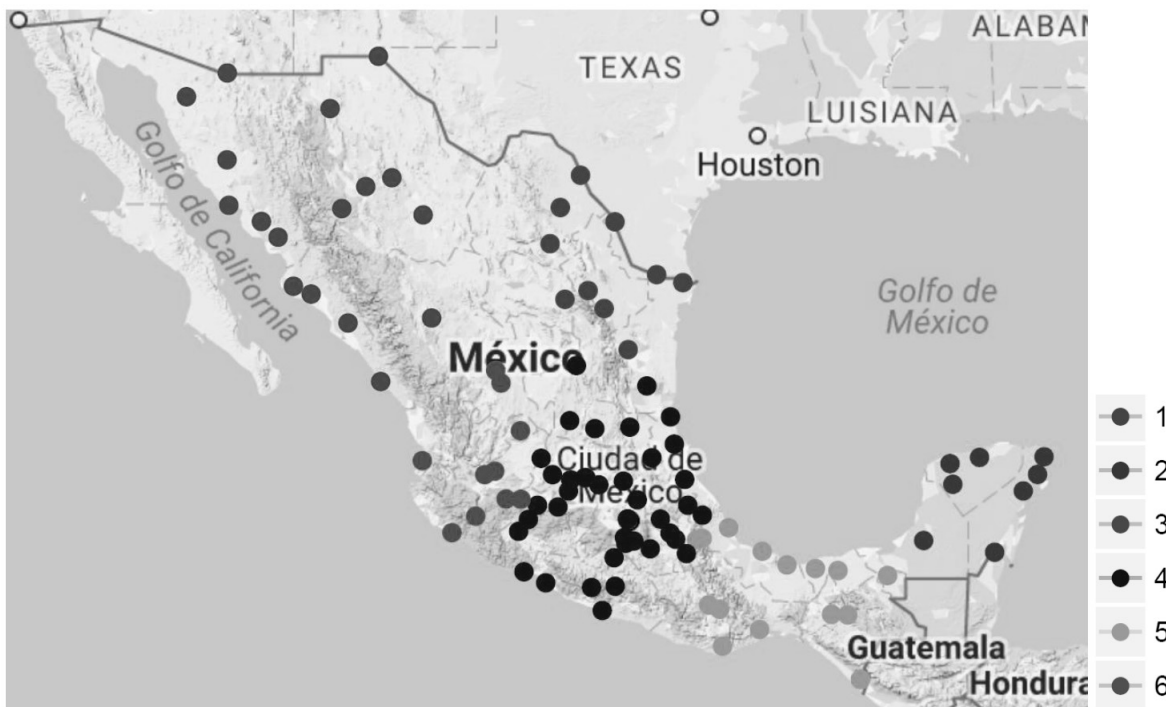 ALABAN
TEXAS
LUISIANA
Houston
Golfo de
California
Golfo de
México
México
Ciudad de
México
Guatemala
Hondura
1
2
3
4
5
6